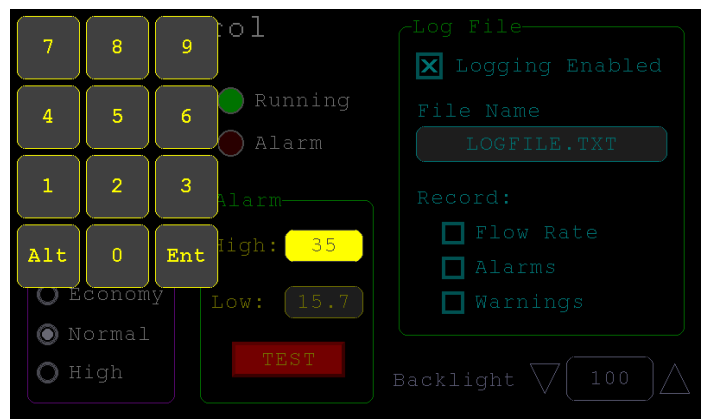 7 8 9
4 5 6
1 2 3
Alt 0 Ent
rol
Running
Alarm
Alarm
High: 35
Low: 15.7
TEST
Economy
Normal
High
Log File
Logging Enabled
File Name
LOGFILE.TXT
Record:
Flow Rate
Alarms
Warnings
Backlight 100